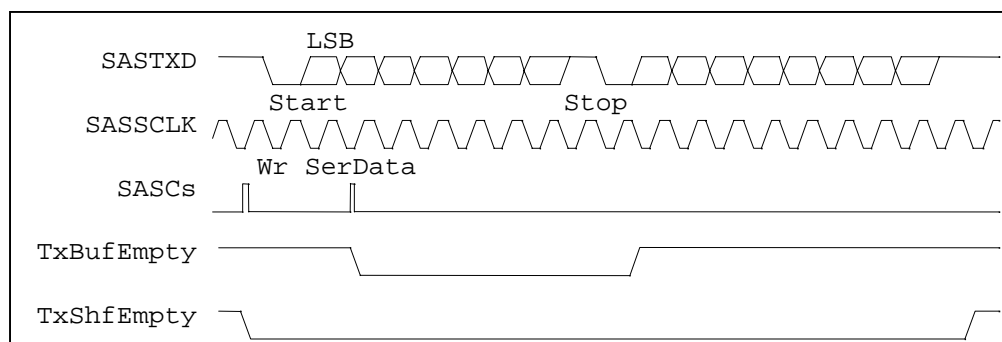 LSB
SASTXD
Start Stop
SASSCLK
Wr SerData
SASCs
TxBufEmpty
TxShfEmpty